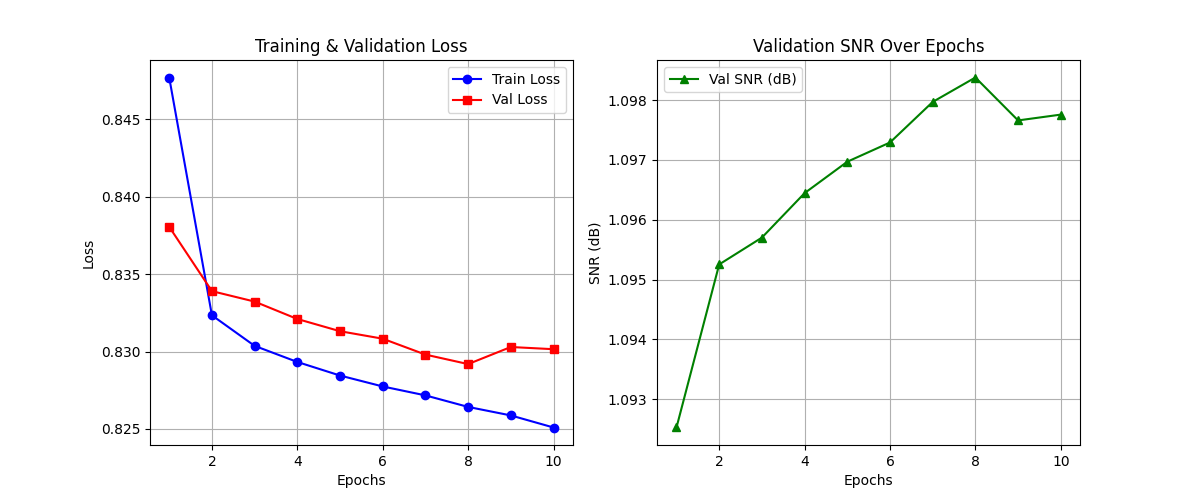 Training & Validation Loss
Train Loss
Val Loss
0.845
0.840
0.835
0.830
0.825
Loss
2
4
6
8
10
Epochs
Validation SNR Over Epochs
Val SNR (dB)
1.098
1.097
1.096
1.095
1.094
1.093
SNR (dB)
2
4
6
8
10
Epochs